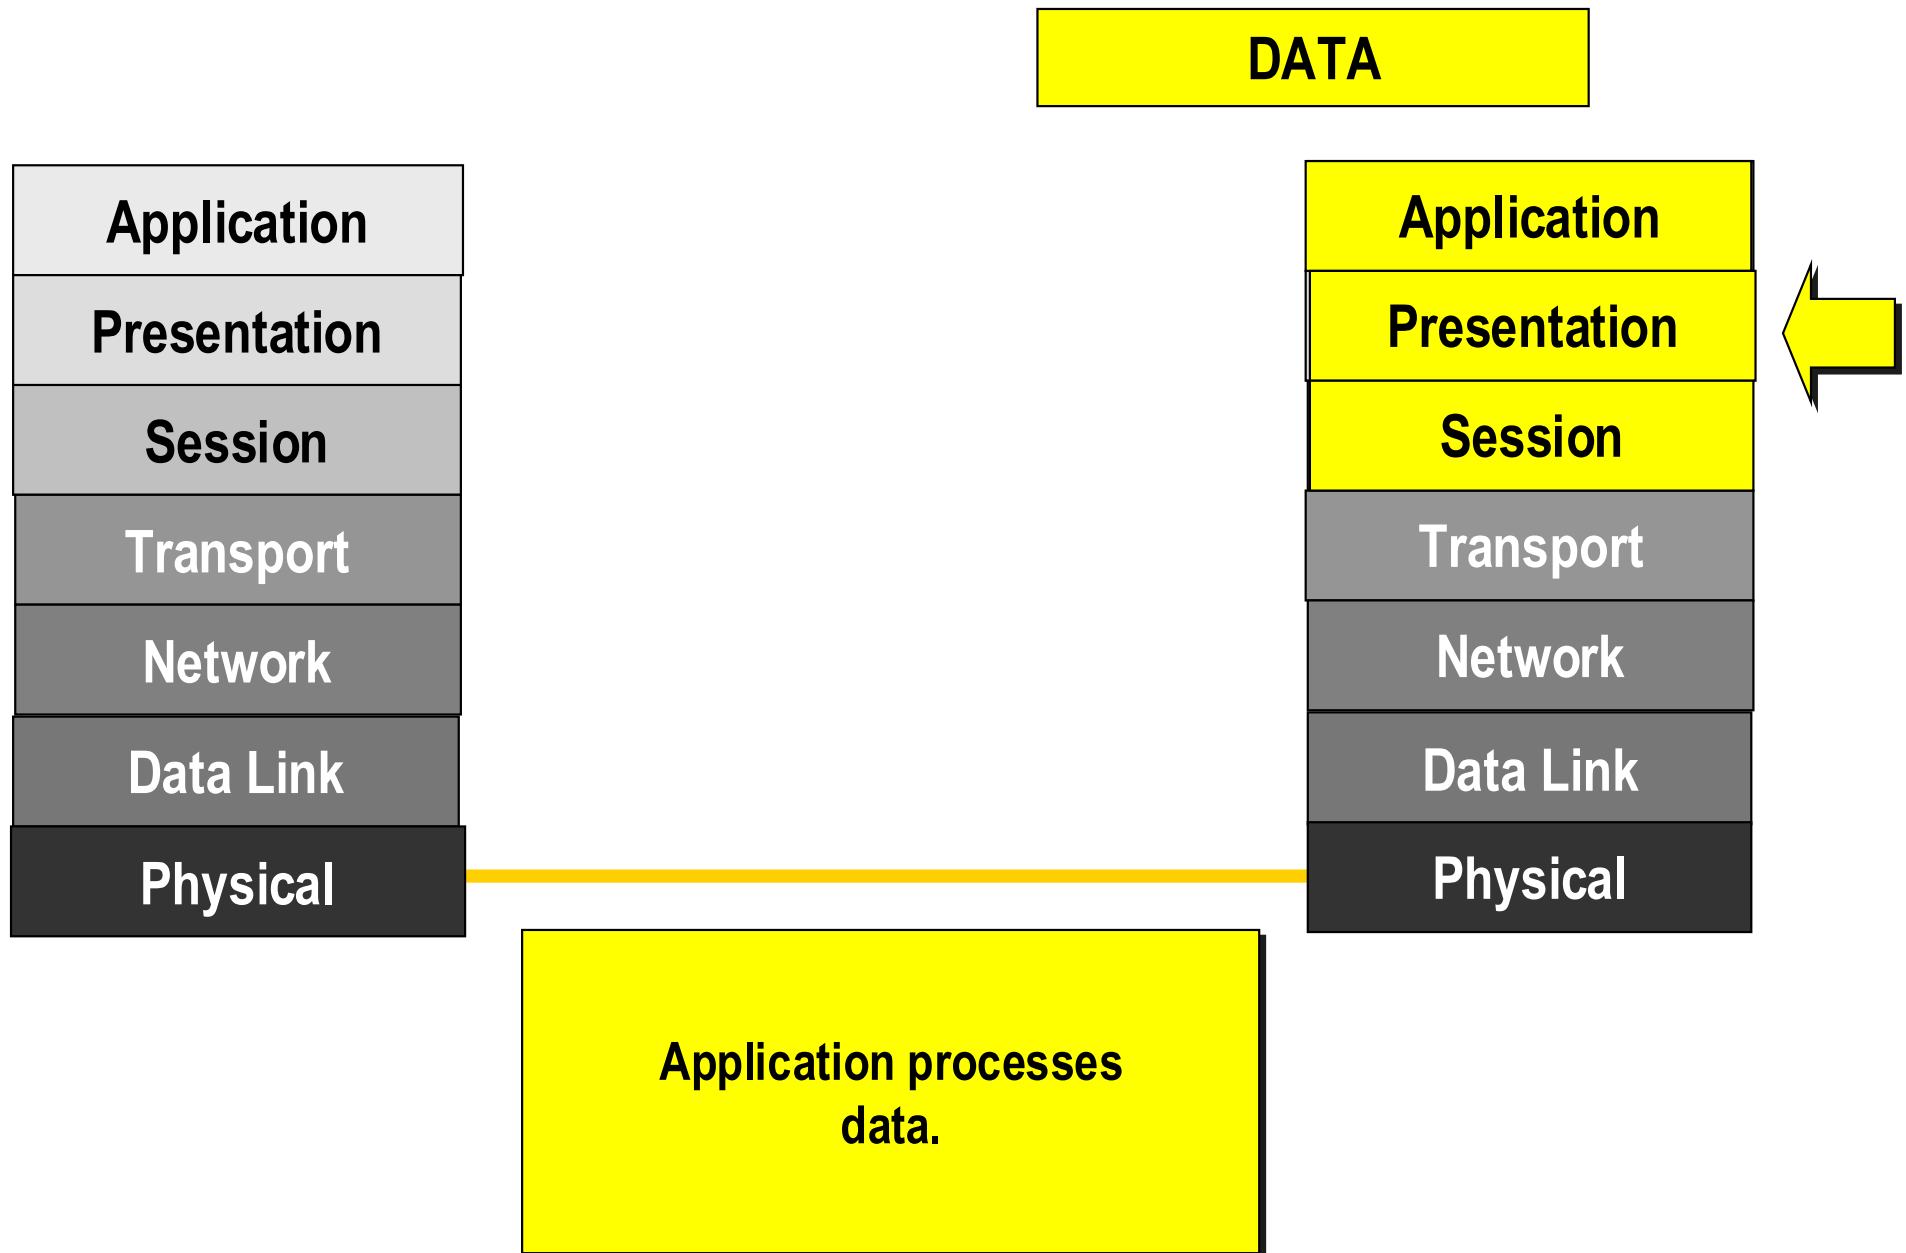 DATA
Application
Presentation
Session
Transport
Network
Data Link
Physical
Application
Presentation
Session
Transport
Network
Data Link
Physical
Application processes
data.